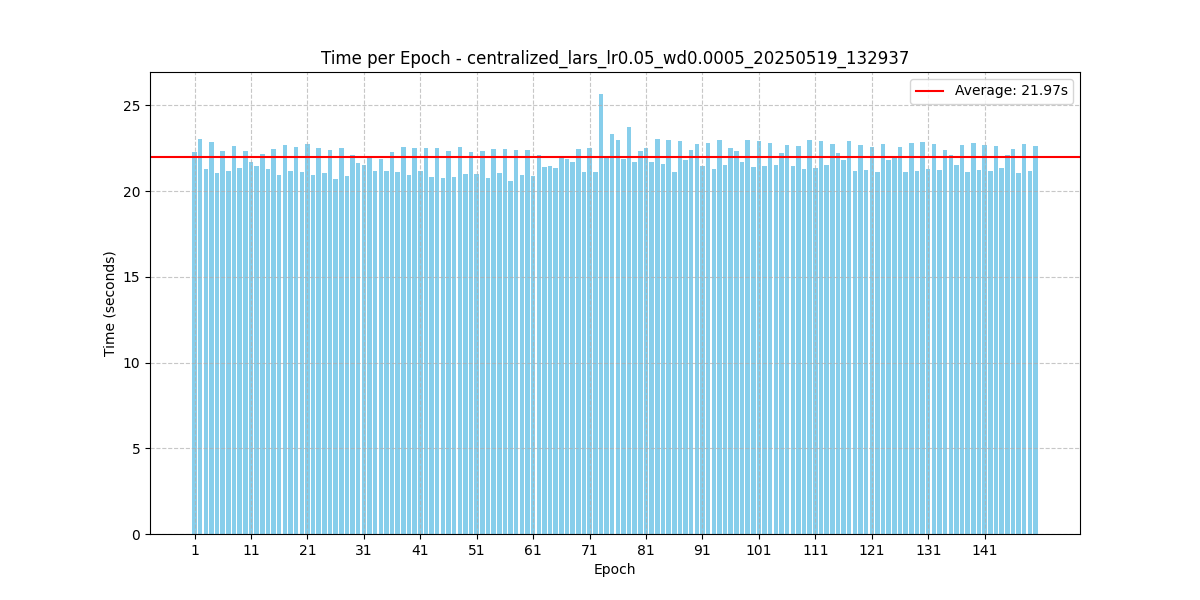 Time per Epoch - centralized_lars_lr0.05_wd0.0005_20250519_132937
Average: 21.97s
25
20
15
10
5
0
Time (seconds)
1 11 21 31 41 51 61 71 81 91 101 111 121 131 141
Epoch